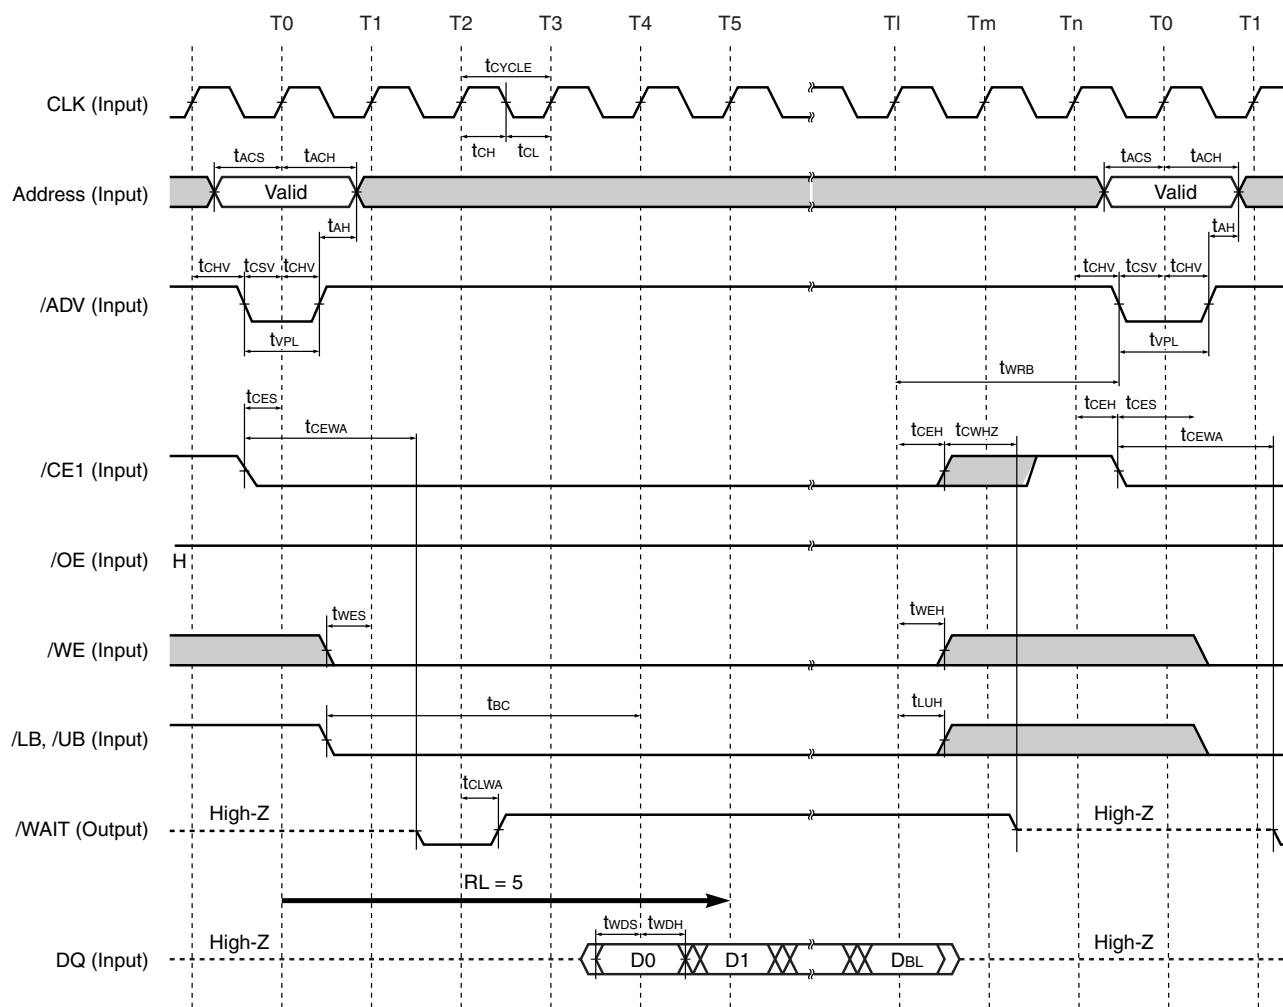 T0 T1 T2 T3 T4 T5 Tl Tm Tn T0 T1
tCYCLE
CLK (Input)
tCH tCL
tACS tACH tACS tACH
Address (Input) Valid Valid
tAH tAH
tCHV tCSV tCHV tCHV tCSV tCHV
/ADV (Input)
tVPL tVPL
tWRB
tCES tCEH tCES
tCEWA tCEH tCWHZ tCEWA
/CE1 (Input)
/OE (Input) H
tWES tWEH
/WE (Input)
tBC tLUH
/LB, /UB (Input)
tCLWA
High-Z High-Z
/WAIT (Output)
RL = 5
tWDS tWDH
High-Z High-Z
DQ (Input) D0 D1 DBL